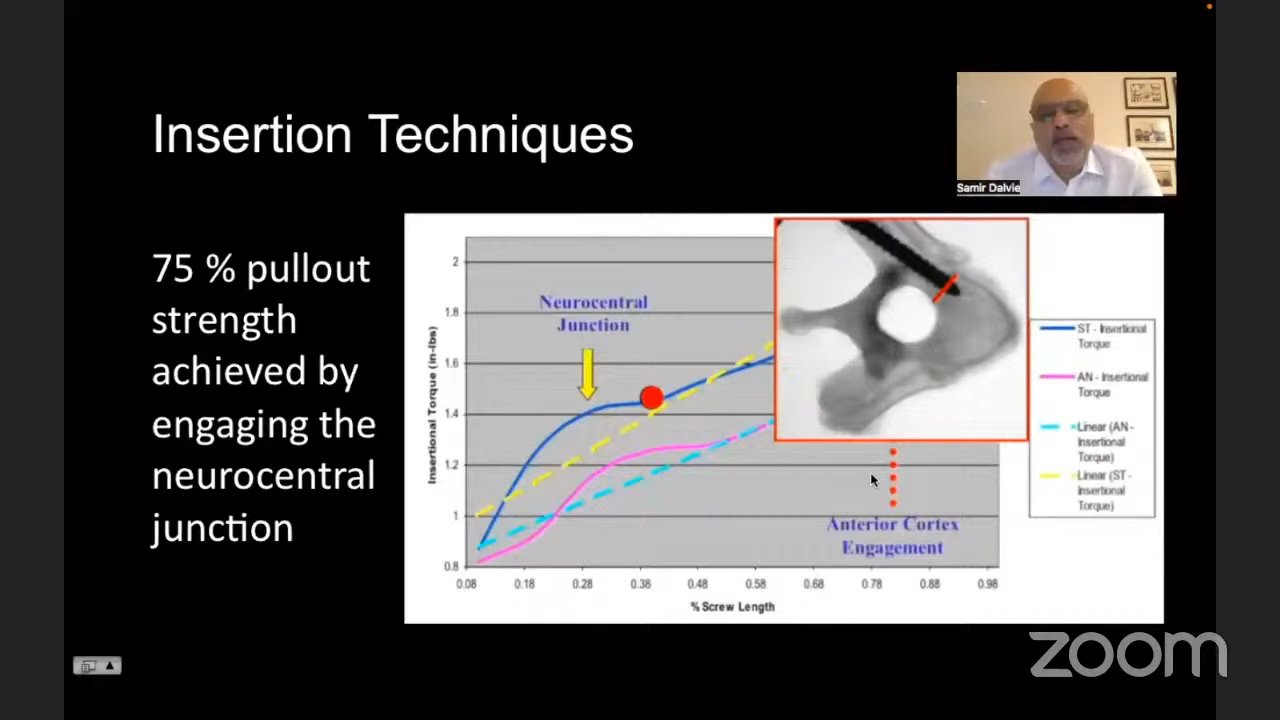 Insertion Techniques
Samir Dalvie
75 % pullout
strength
achieved by
engaging the
neurocentral
junction
Neurocentral
Junction
Insertional Torque (in-lbs)
2
1.8
1.6
1.4
1.2
1
0.8
0.08 0.18 0.28 0.38 0.48 0.58 0.68 0.78 0.88 0.98
% Screw Length
Anterior Cortex
Engagement
ST - Insertional
Torque
AN - Insertional
Torque
Linear (AN -
Insertional
Torque)
Linear (ST -
Insertional
Torque)
zoom